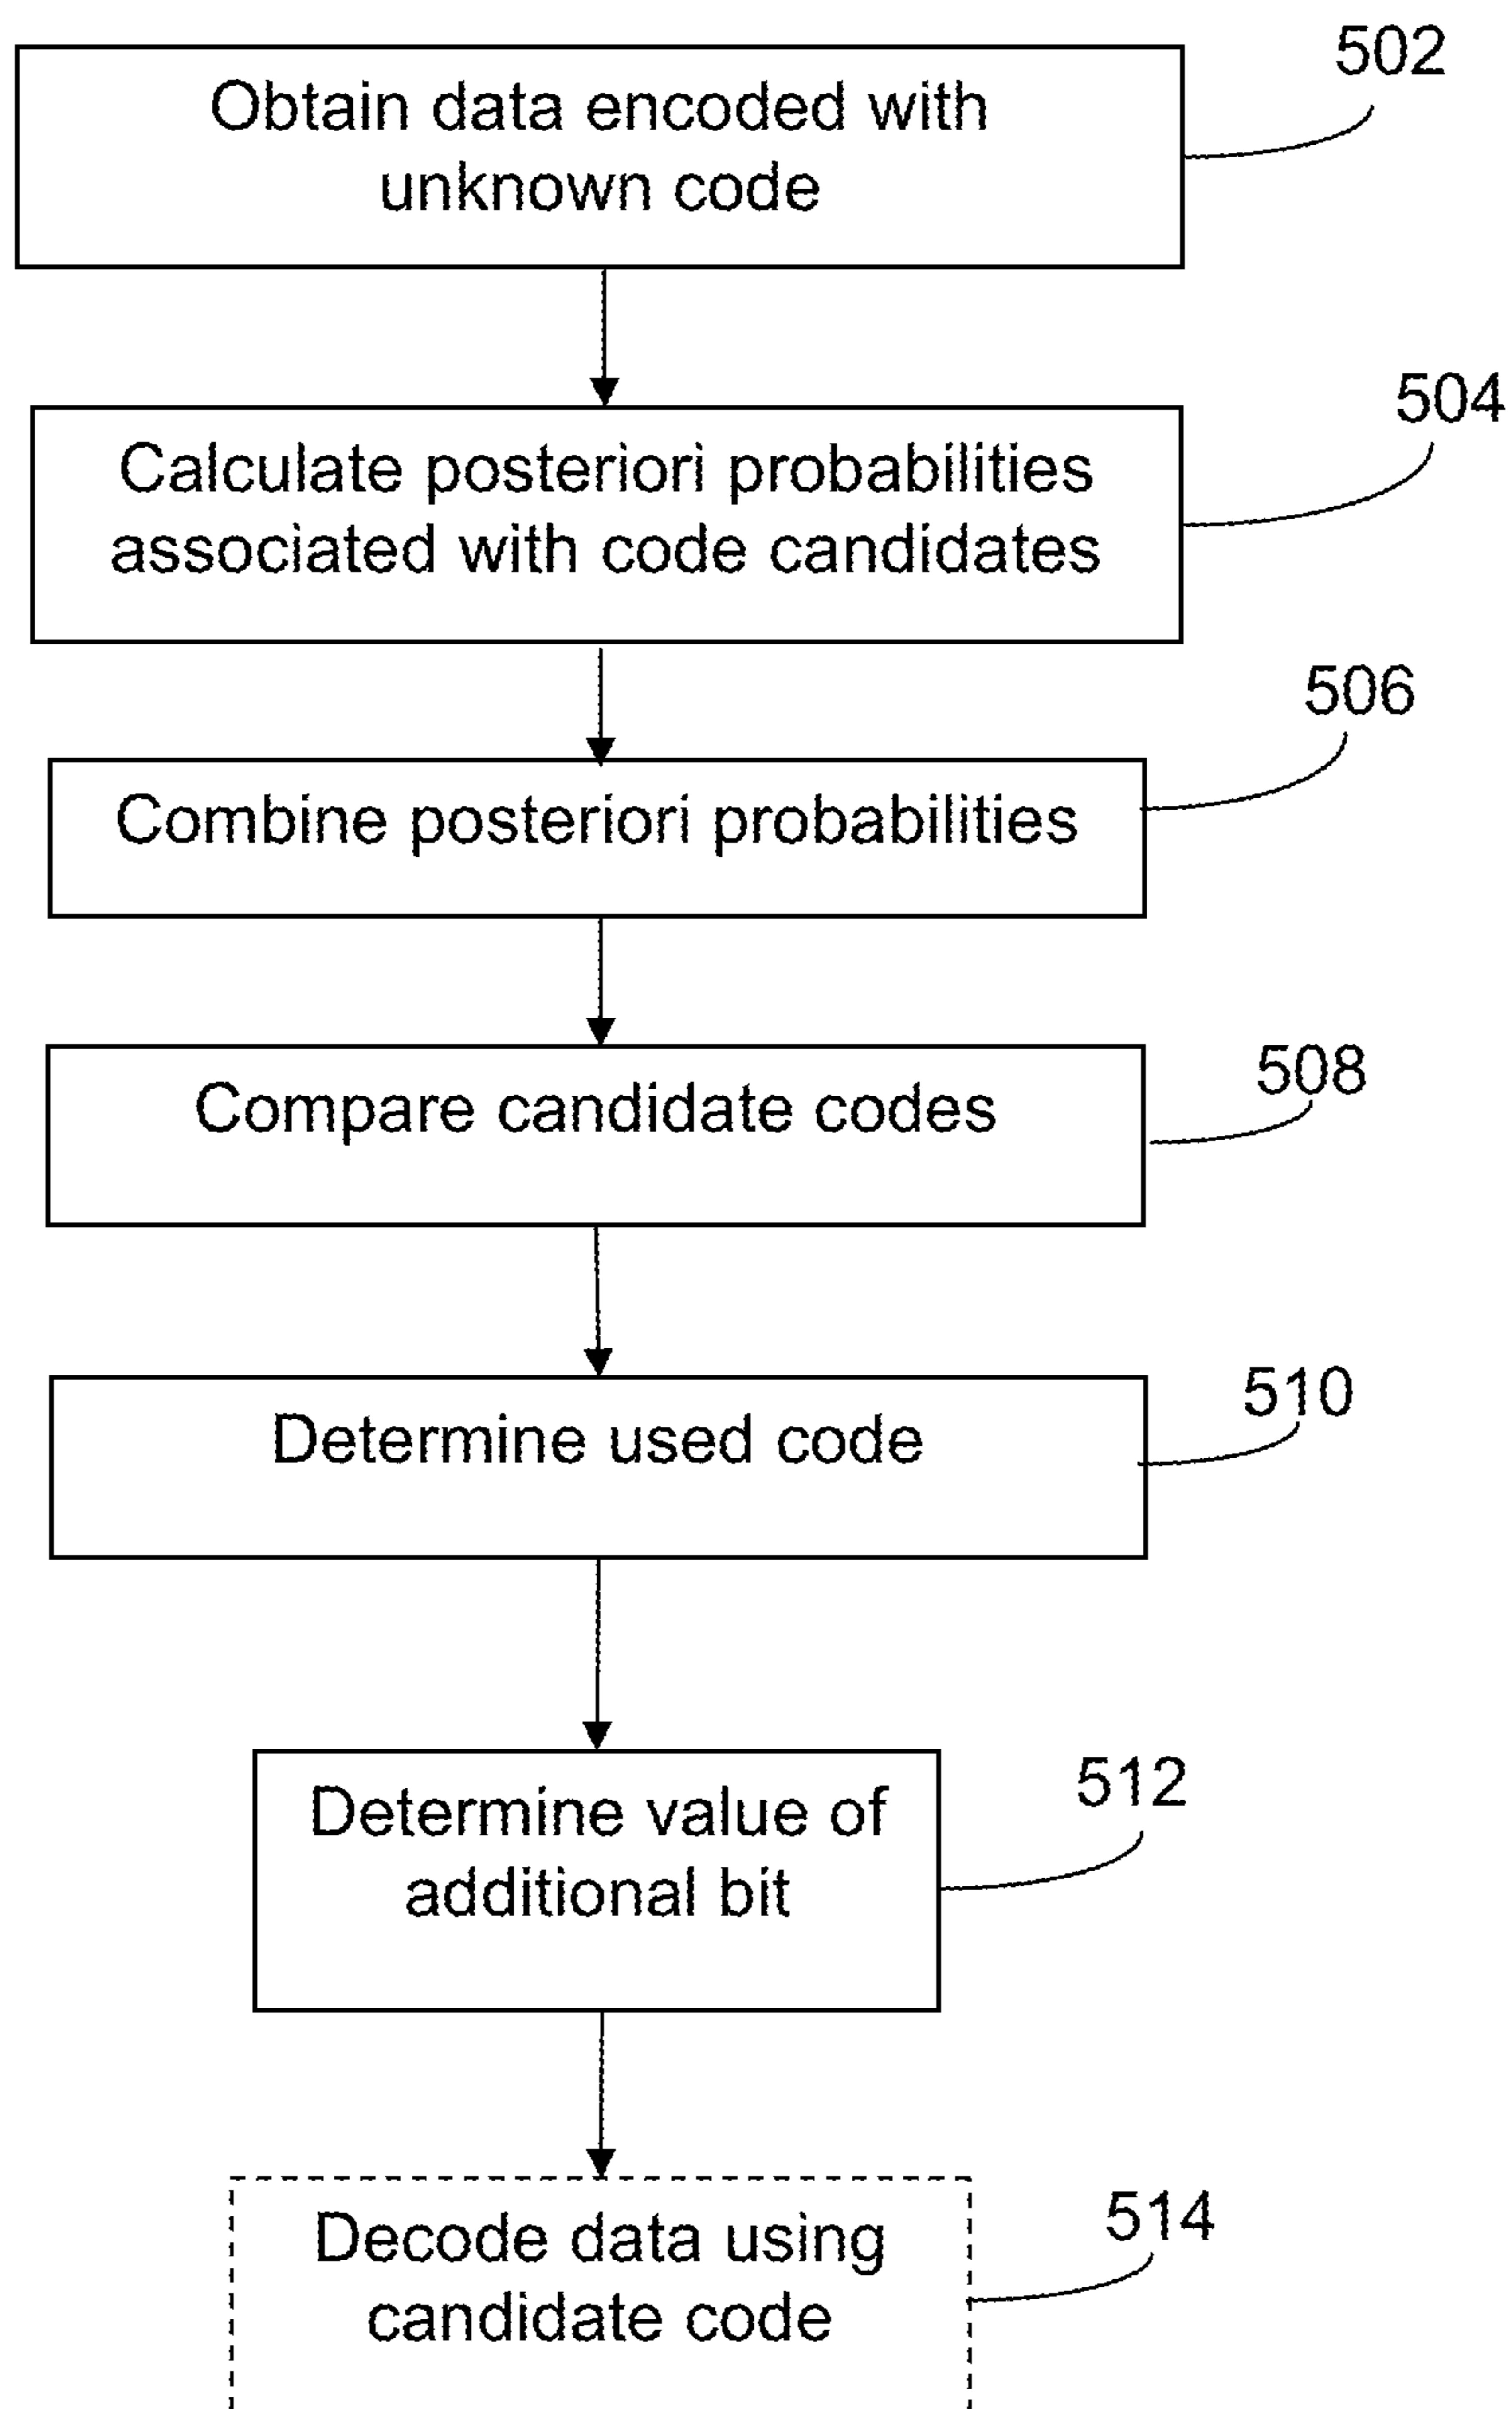 502
Obtain data encoded with
unknown code
504
Calculate posteriori probabilities
associated with code candidates
506
Combine posteriori probabilities
508
Compare candidate codes
510
Determine used code
512
Determine value of
additional bit
514
Decode data using
candidate code